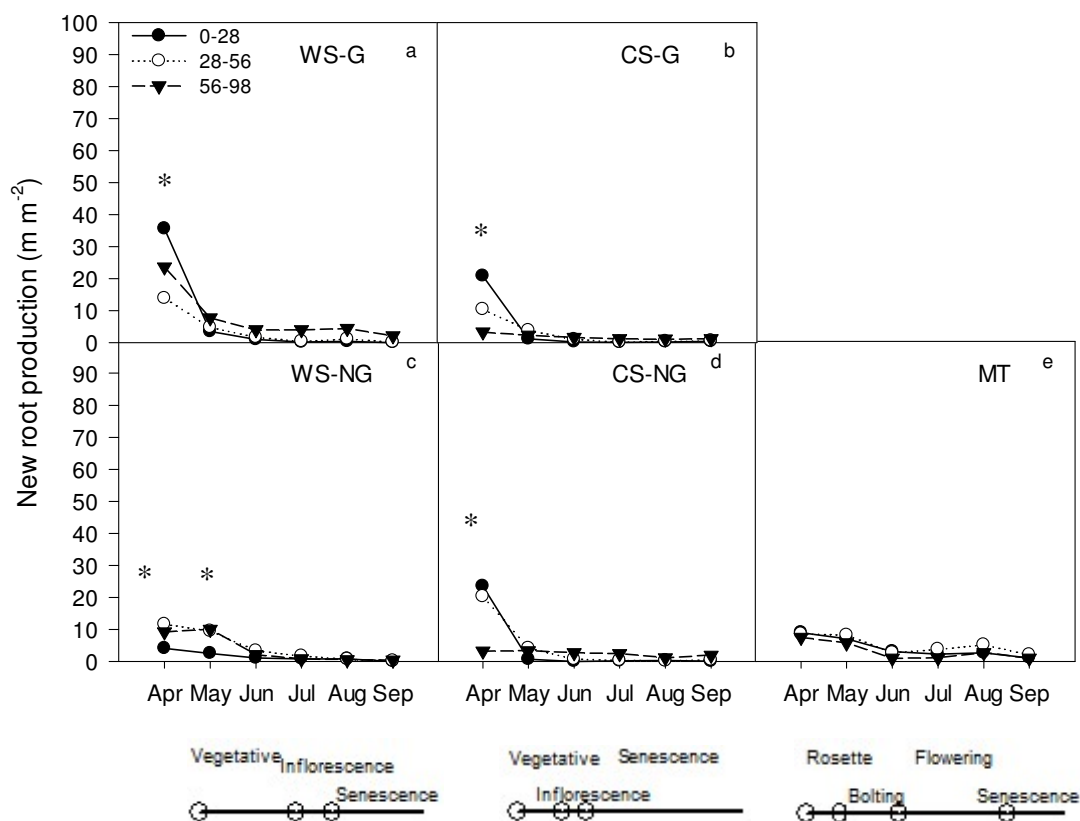 100
90
80
70
60
50
40
30
20
10
0
0-28
28-56
56-98
WS-G a
CS-G b
*
*
New root production (m m-2)
90
80
70
60
50
40
30
20
10
0
WS-NG c
CS-NG d
MT e
* *
*
Apr May Jun Jul Aug Sep
Apr May Jun Jul Aug Sep
Apr May Jun Jul Aug Sep
Vegetative Inflorescence Senescence
Vegetative Inflorescence Senescence
Rosette Bolting Flowering Senescence